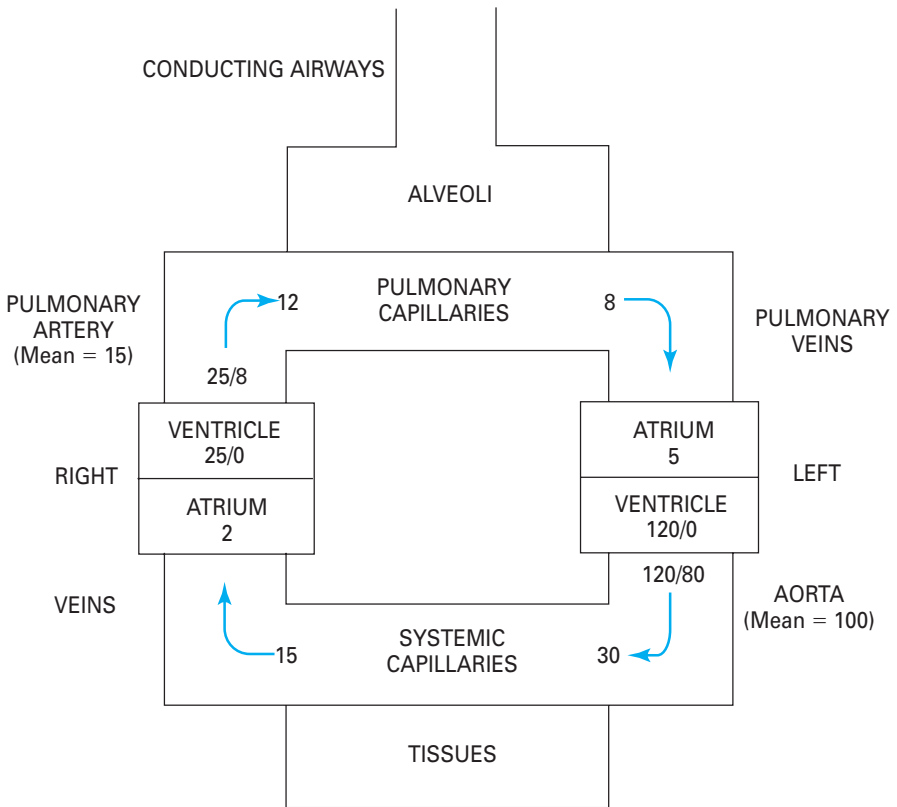 CONDUCTING AIRWAYS
ALVEOLI
PULMONARY
ARTERY
(Mean = 15)
12
PULMONARY
CAPILLARIES
8
PULMONARY
VEINS
25/8
RIGHT
VENTRICLE
25/0
ATRIUM
2
ATRIUM
5
VENTRICLE
120/0
LEFT
VEINS
120/80
AORTA
(Mean = 100)
15
SYSTEMIC
CAPILLARIES
30
TISSUES